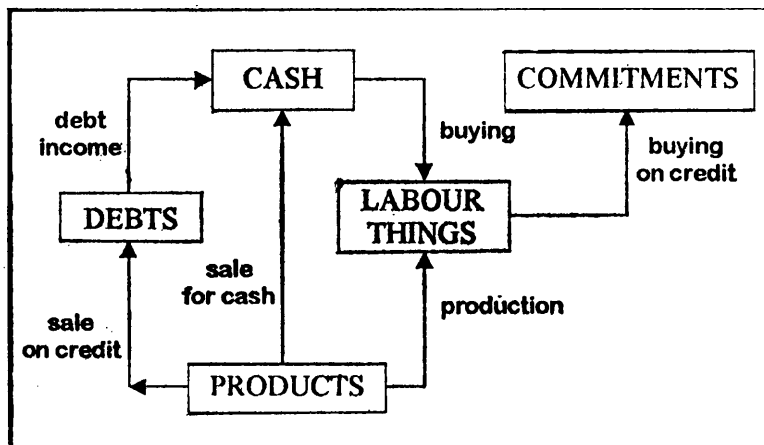 CASH
COMMITMENTS
debt
income
buying
buying
on credit
DEBTS
LABOUR
THINGS
sale
for cash
production
sale
on credit
PRODUCTS